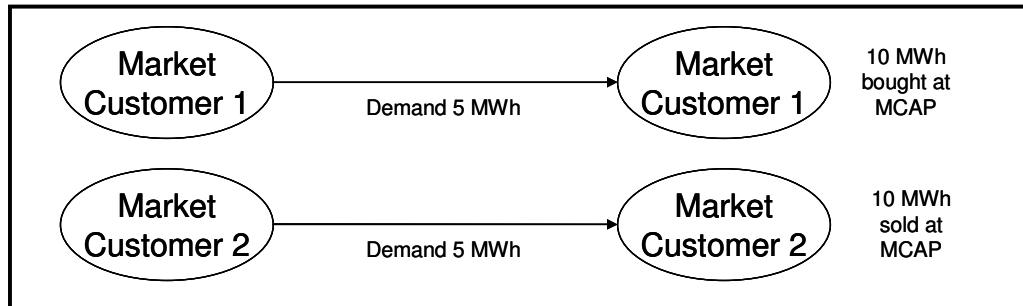 Market
Customer 1
Demand 5 MWh
Market
Customer 1
10 MWh
bought at
MCAP
Market
Customer 2
Demand 5 MWh
Market
Customer 2
10 MWh
sold at
MCAP